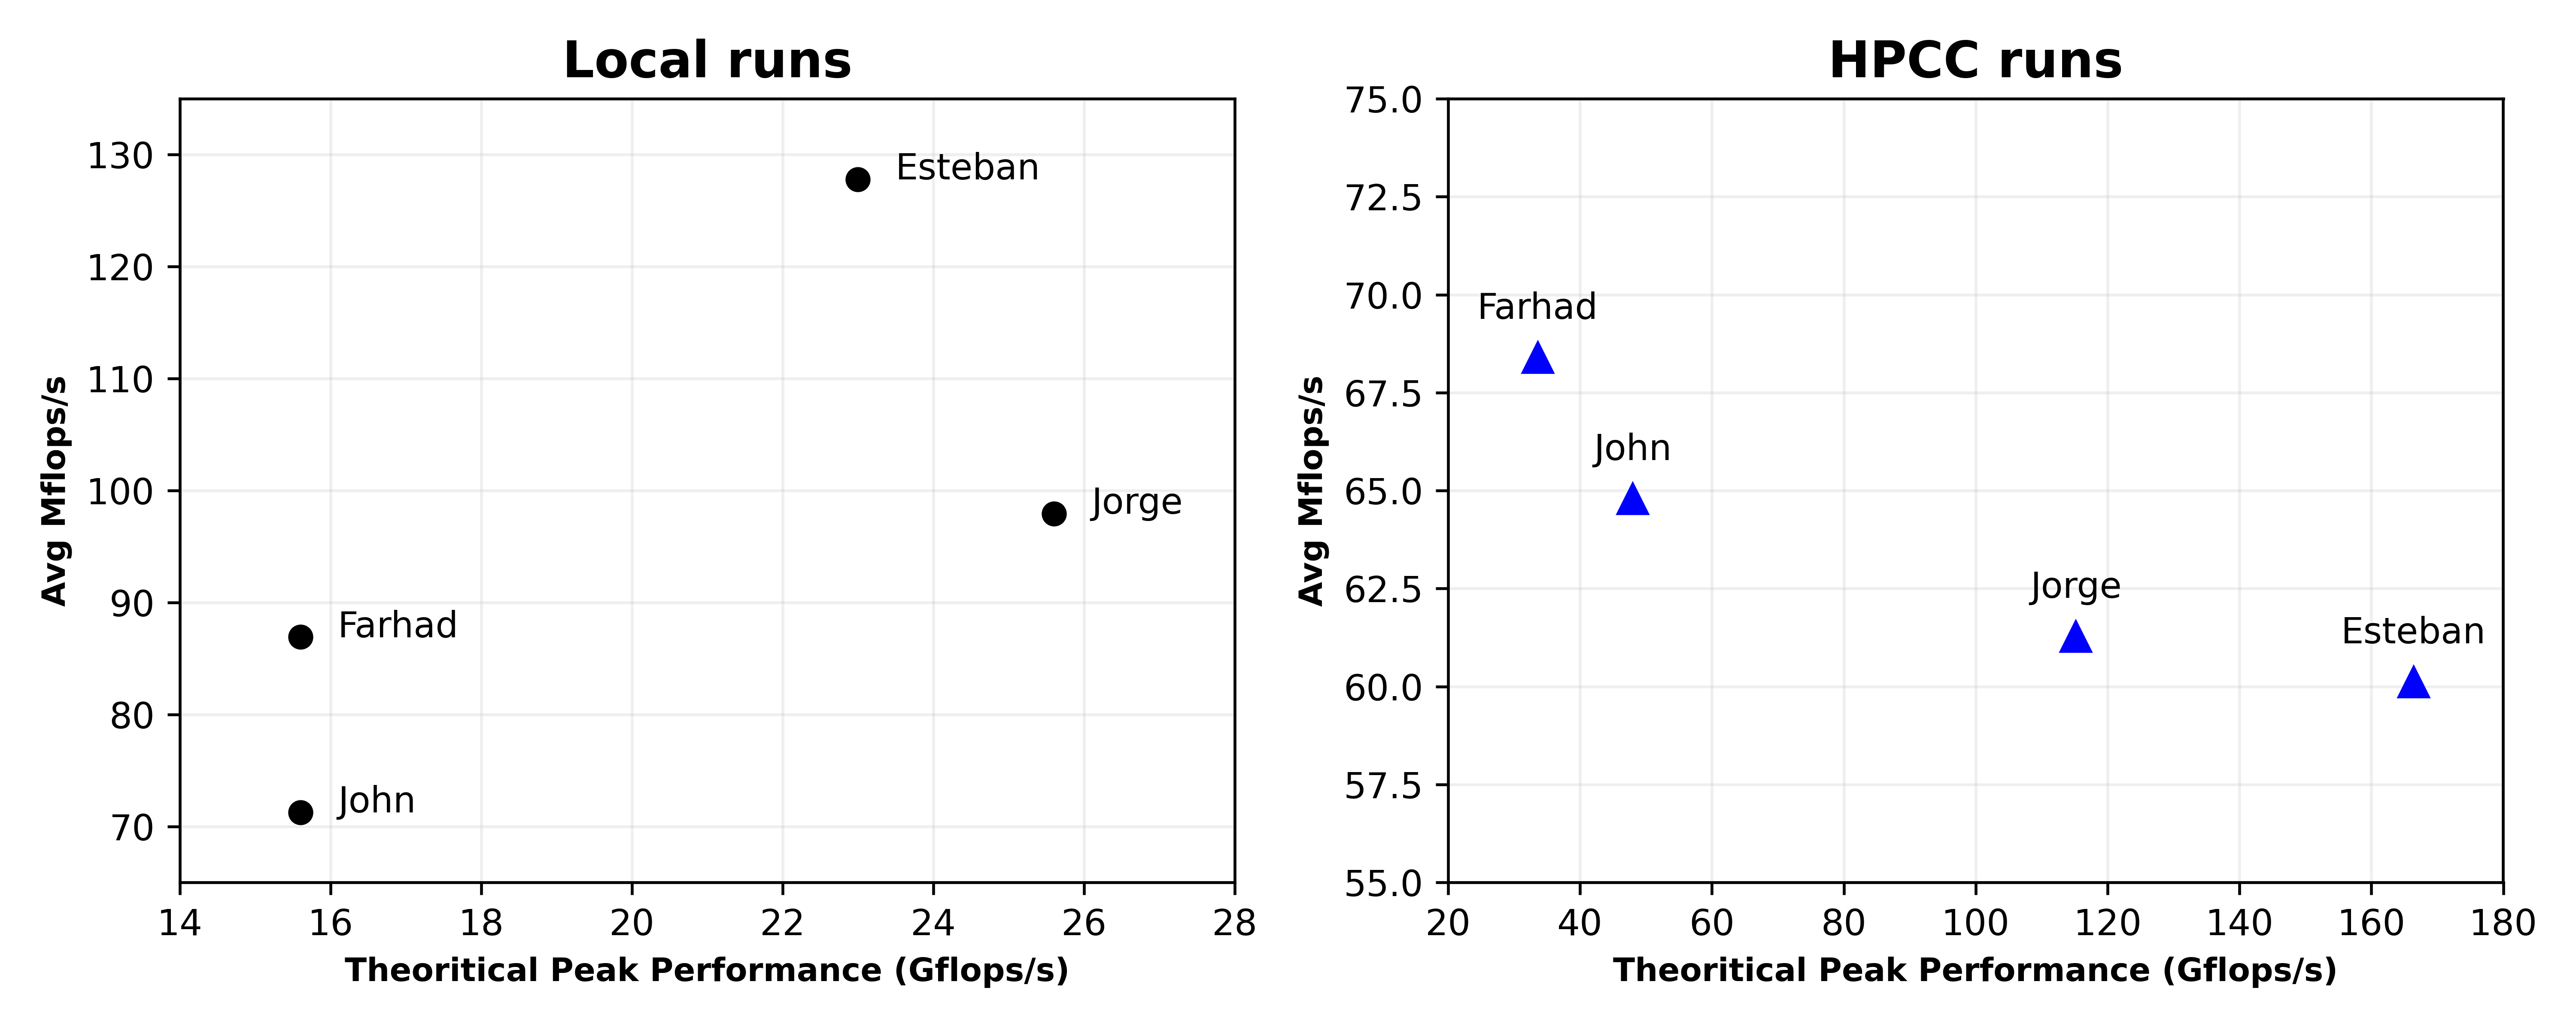 Local runs
130
120
110
100
90
80
70
Avg Mflops/s
Esteban
Jorge
Farhad
John
14 16 18 20 22 24 26 28
Theoritical Peak Performance (Gflops/s)
HPCC runs
75.0
72.5
70.0
67.5
65.0
62.5
60.0
57.5
55.0
Avg Mflops/s
Farhad
John
Jorge
Esteban
20 40 60 80 100 120 140 160 180
Theoritical Peak Performance (Gflops/s)